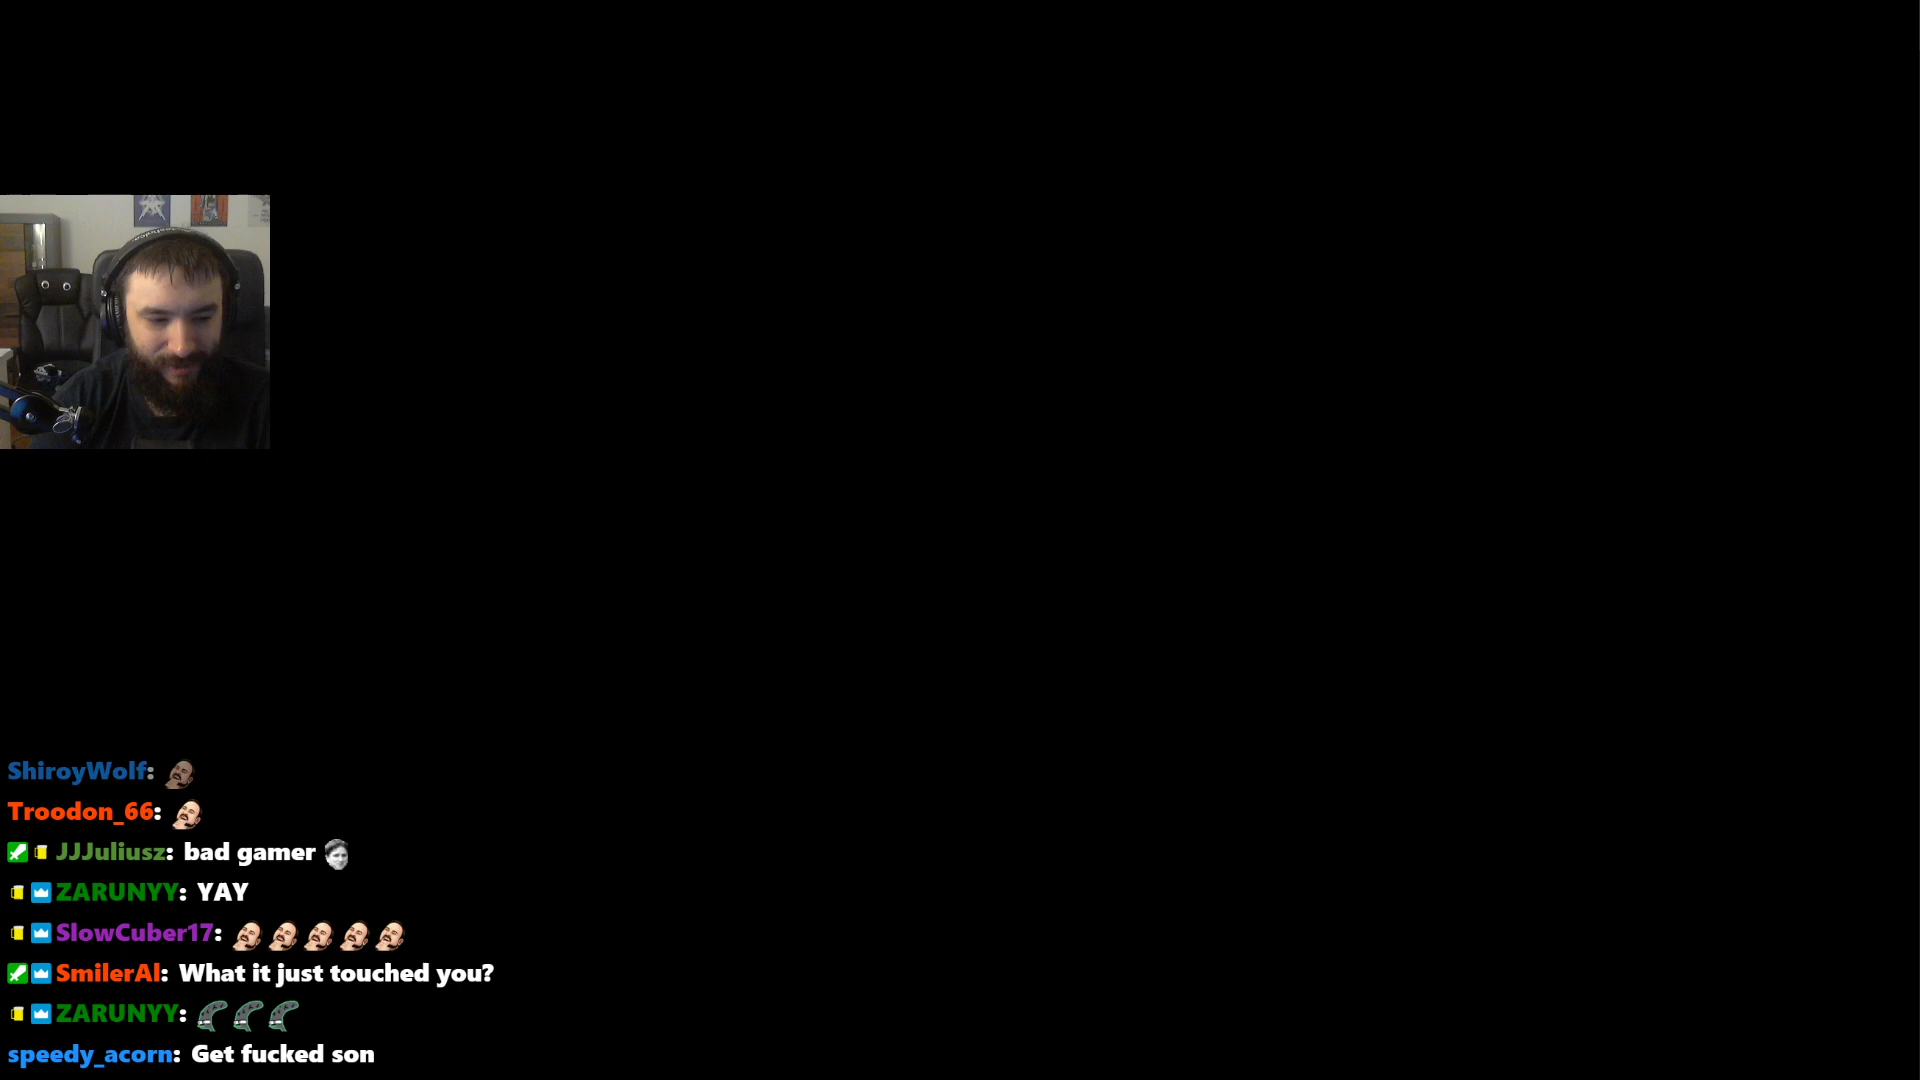 ShiroyWolf:
Troodon_66:
JJJuliusz: bad gamer
ZARUNYY: YAY
SlowCuber17:
SmilerAl: What it just touched you?
ZARUNYY:
speedy_acorn: Get fucked son